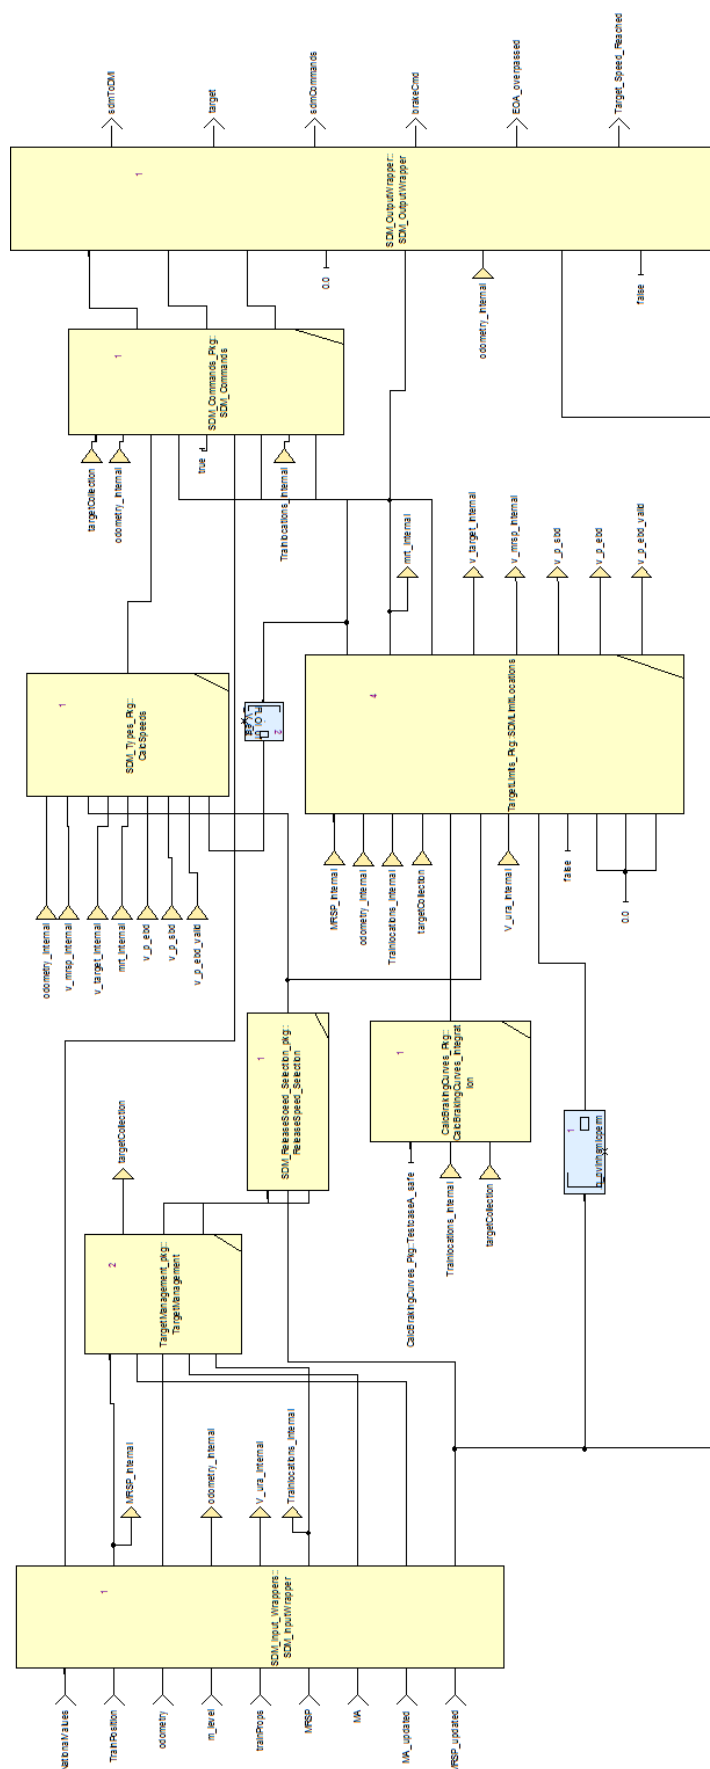 sdmToDMI
target
sdmCommands
brakeCmd
EOA_overpassed
Target_Speed_Reached
1
SDM_OutputWrapper::
SDM_OutputWrapper
0.0
odometry_internal
false
1
SDM_Commands_Pkg::
SDM_Commands
targetCollection
odometry_internal
true
Trainlocations_internal
mrt_internal
v_target_internal
v_mrsp_internal
v_p_sbd
v_p_ebd
v_p_ebd_valid
1
SDM_Types_Pkg::
CalcSpeeds
2
4
TargetLimits_Pkg::SDMLimitLocations
odometry_internal
v_mrsp_internal
v_target_internal
mrt_internal
v_p_ebd
v_p_sbd
v_p_ebd_valid
MRSP_internal
odometry_internal
Trainlocations_internal
targetCollection
V_ura_internal
false
0.0
1
SDM_ReleaseSpeed_Selection_pkg::
ReleaseSpeed_Selection
1
CalcBrakingCurves_Pkg::
CalcBrakingCurves_Integrat
ion
1
targetCollection
CalcBrakingCurves_Pkg::TestcaseA_safe
Trainlocations_internal
targetCollection
2
TargetManagement_pkg::
TargetManagement
MRSP_internal
odometry_internal
V_ura_internal
Trainlocations_internal
1
SDM_Input_Wrappers::
SDM_InputWrapper
TrainPosition
odometry
m_level
trainProps
MRSP
MA
MA_updated